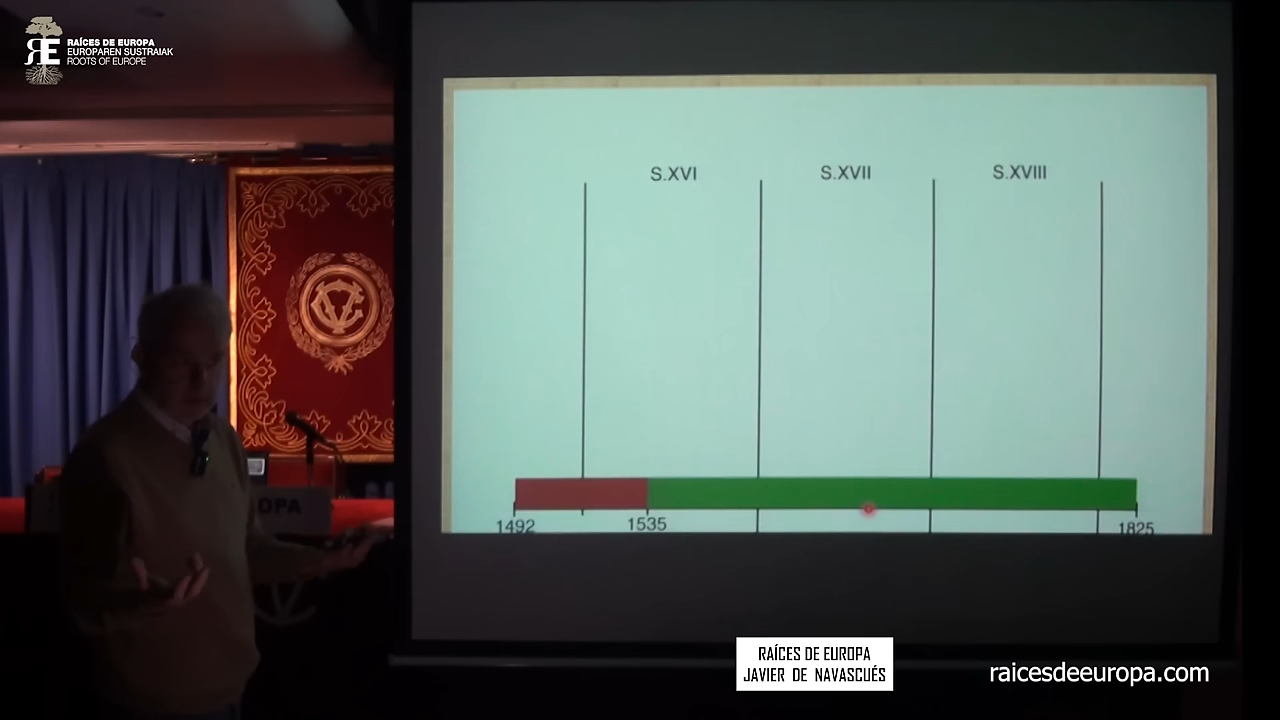 RAÍCES DE EUROPA
EUROPAREN SUSTRAIAK
ROOTS OF EUROPE
S.XVI
S.XVII
S.XVIII
1492
1535
1825
OPA
RAÍCES DE EUROPA
JAVIER DE NAVASCUÉS
raicesdeeuropa.com